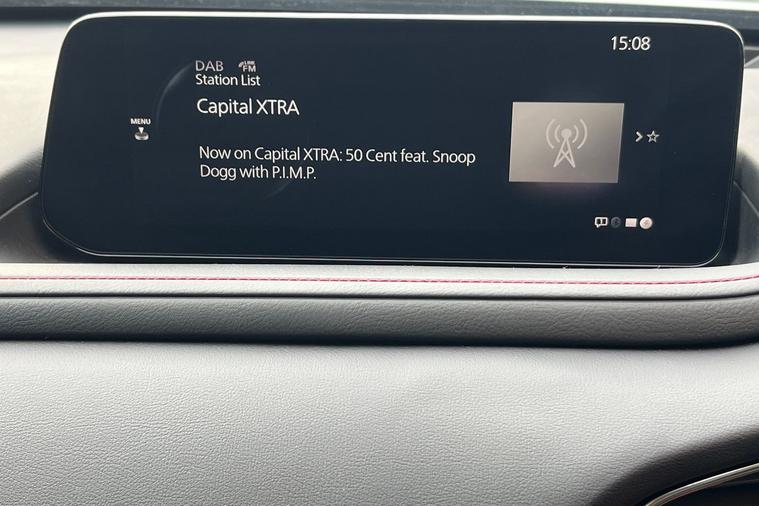 15:08
DAB LINK FM
Station List
Capital XTRA
MENU
Now on Capital XTRA: 50 Cent feat. Snoop
Dogg with P.I.M.P.